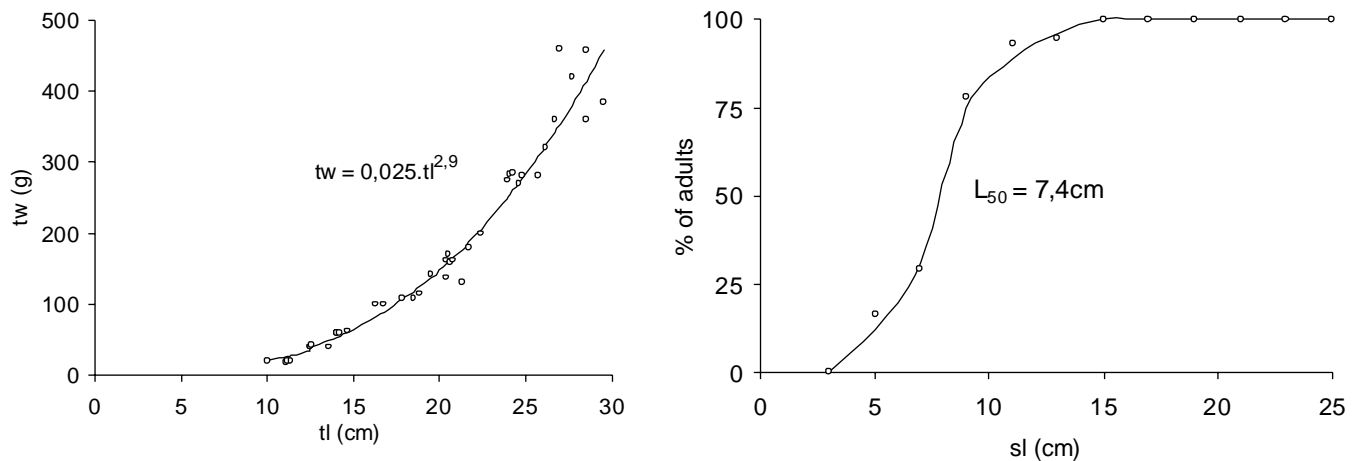 500
400
300
200
100
0
tw (g)
tw = 0,025.tl^2,9
0 5 10 15 20 25 30
tl (cm)
100
75
50
25
0
% of adults
L50 = 7,4cm
0 5 10 15 20 25
sl (cm)